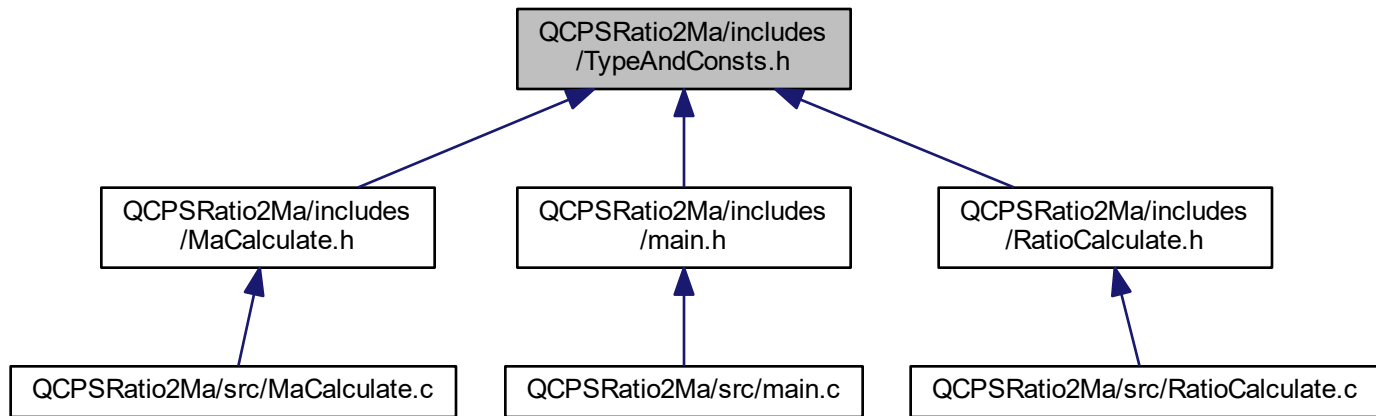 QCPSRatio2Ma/includes
/TypeAndConsts.h
QCPSRatio2Ma/includes
/MaCalculate.h
QCPSRatio2Ma/includes
/main.h
QCPSRatio2Ma/includes
/RatioCalculate.h
QCPSRatio2Ma/src/MaCalculate.c
QCPSRatio2Ma/src/main.c
QCPSRatio2Ma/src/RatioCalculate.c